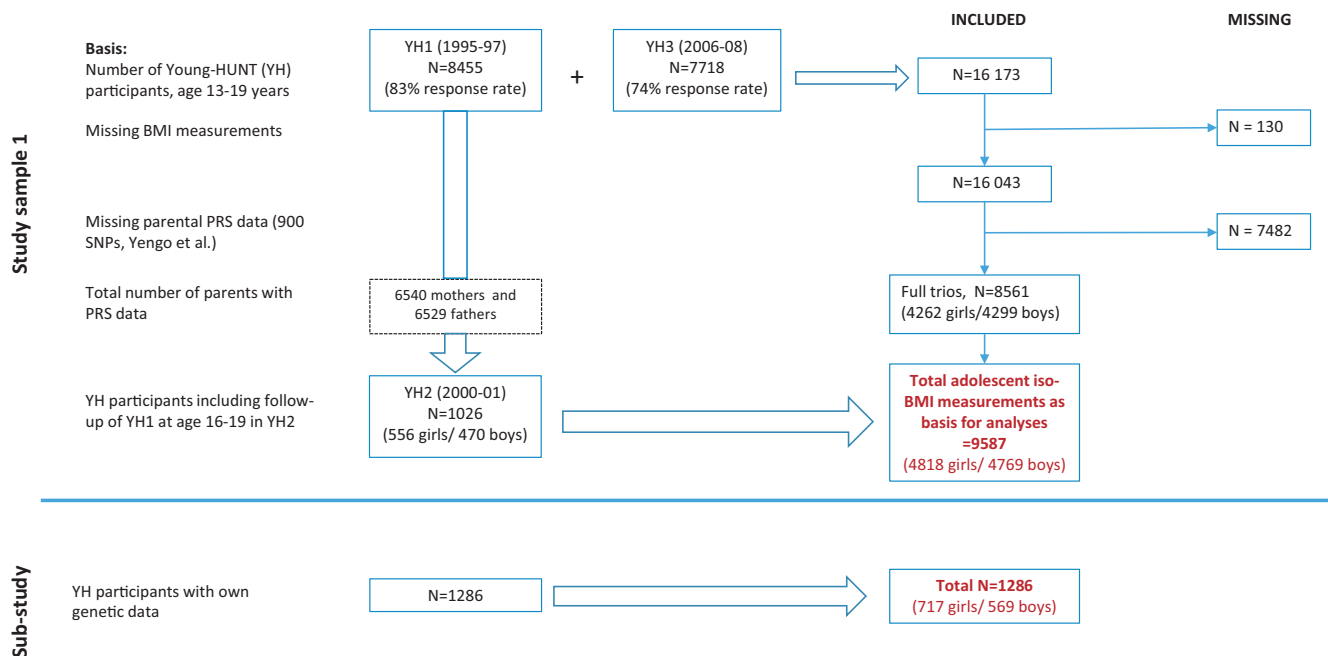 INCLUDED
MISSING
Study sample 1
Basis:
Number of Young-HUNT (YH)
participants, age 13-19 years
YH1 (1995-97)
N=8455
(83% response rate)
+
YH3 (2006-08)
N=7718
(74% response rate)
N=16 173
Missing BMI measurements
N = 130
N=16 043
Missing parental PRS data (900
SNPs, Yengo et al.)
N = 7482
Total number of parents with
PRS data
6540 mothers and
6529 fathers
Full trios, N=8561
(4262 girls/4299 boys)
YH participants including follow-
up of YH1 at age 16-19 in YH2
YH2 (2000-01)
N=1026
(556 girls/ 470 boys)
Total adolescent iso-
BMI measurements as
basis for analyses
=9587
(4818 girls/ 4769 boys)
Sub-study
YH participants with own
genetic data
N=1286
Total N=1286
(717 girls/ 569 boys)